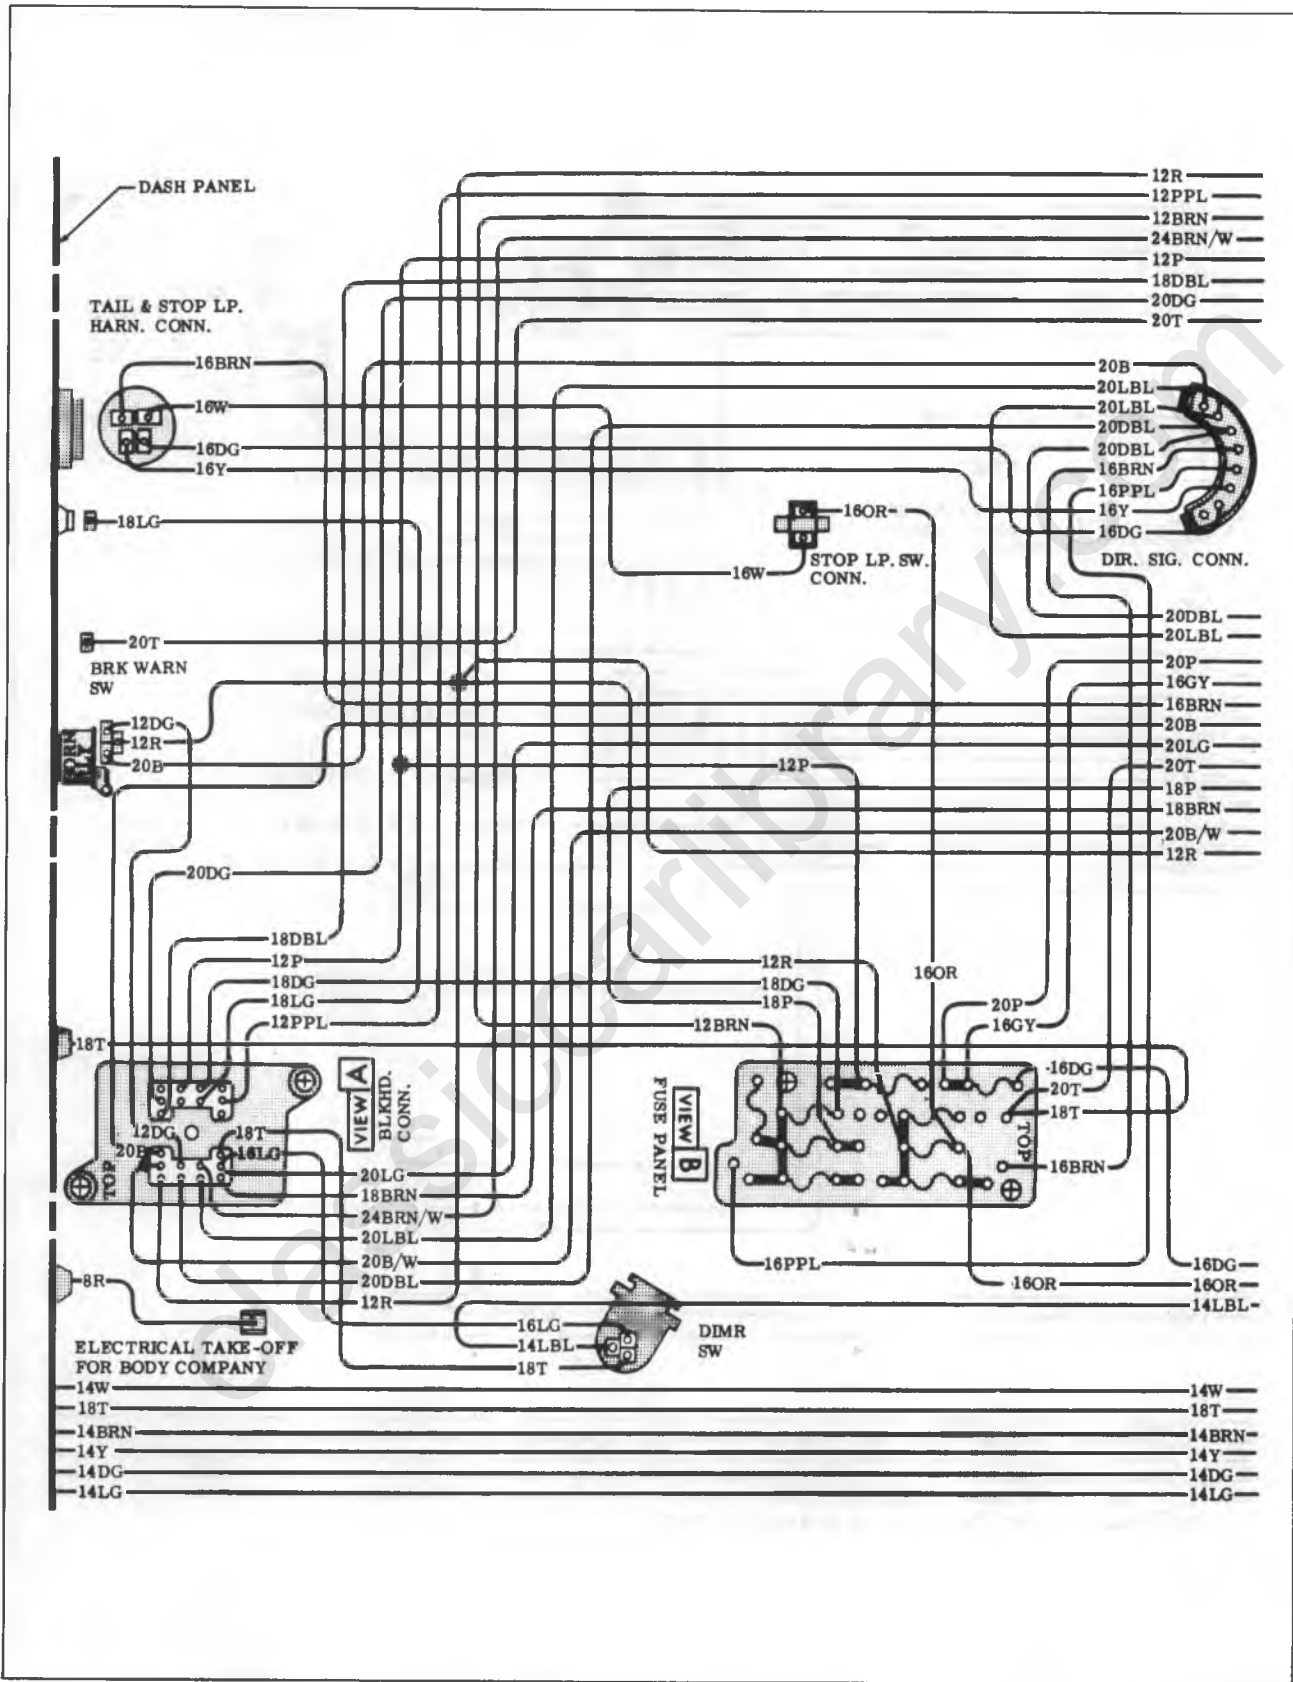 DASH PANEL
12R
12PPL
12BRN
24BRN/W
12P
18DBL
20DG
20T
TAIL & STOP LP.
HARN. CONN.
16BRN
16W
16DG
16Y
20B
20LBL
20LBL
20DBL
20DBL
16BRN
16PPL
16Y
16DG
DIR. SIG. CONN.
18LG
16OR
STOP LP. SW.
CONN.
16W
20T
BRK WARN
SW
20DBL
20LBL
20P
16GY
16BRN
20B
20LG
20T
18P
18BRN
20B/W
12R
12DG
12R
20B
HORN
RLY
12P
20DG
18DBL
12P
18DG
18LG
12PPL
12R
18DG
18P
12BRN
16OR
20P
16GY
18T
VIEW A
BLKHD.
CONN.
VIEW B
FUSE PANEL
16DG
20T
18T
TOP
16BRN
12DG
20B
TOP
18T
16LG
20LG
18BRN
24BRN/W
20LBL
20B/W
20DBL
12R
16PPL
16DG
16OR
16OR
14LBL
8R
ELECTRICAL TAKE-OFF
FOR BODY COMPANY
16LG
14LBL
18T
DIMR
SW
14W
14W
18T
18T
14BRN
14BRN
14Y
14Y
14DG
14DG
14LG
14LG
classiccarlibrary.com